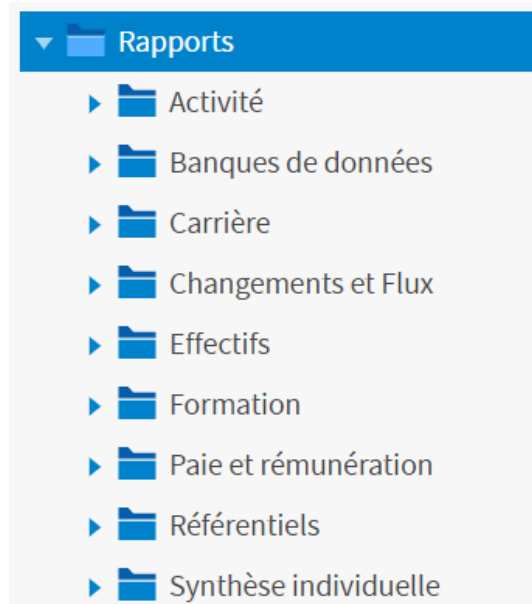 Rapports
Activité
Banques de données
Carrière
Changements et Flux
Effectifs
Formation
Paie et rémunération
Référentiels
Synthèse individuelle